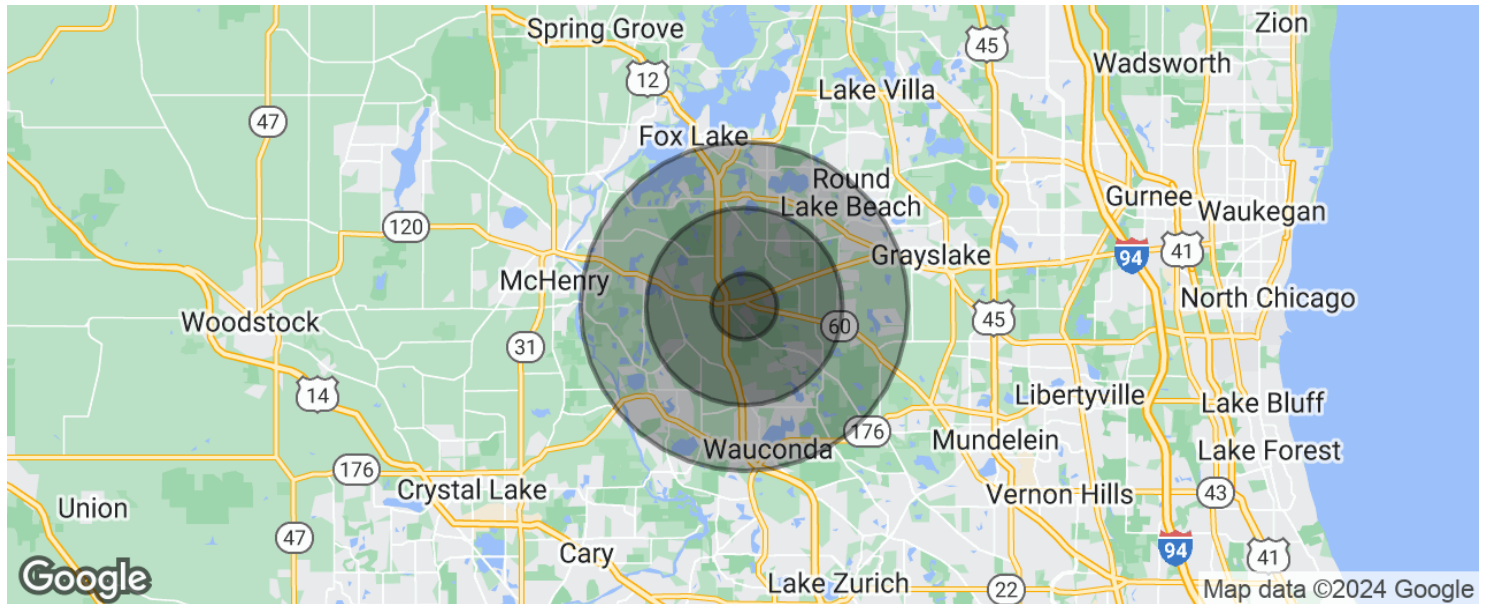 Spring Grove
Zion
45
Wadsworth
12
Lake Villa
47
Fox Lake
Round
Lake Beach
Gurnee
Waukegan
120
41
94
Grayslake
McHenry
North Chicago
Woodstock
60
45
31
14
Libertyville
Lake Bluff
176
Mundelein
Wauconda
Lake Forest
176
Crystal Lake
Vernon Hills
43
Union
47
Cary
94
41
Google
Lake Zurich
22
Map data ©2024 Google